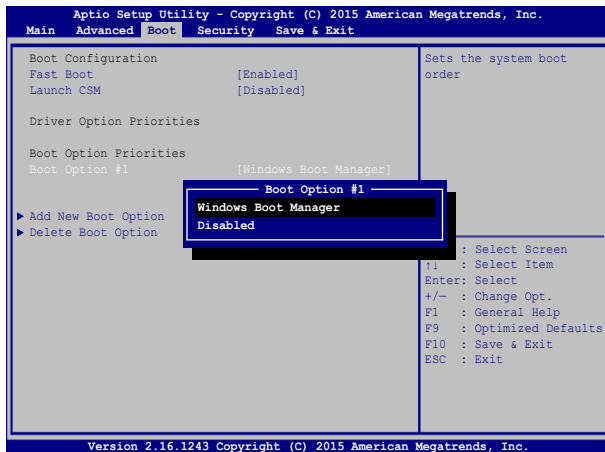 Aptio Setup Utility - Copyright (C) 2015 American Megatrends, Inc.
Main Advanced Boot Security Save & Exit
Boot Configuration
Fast Boot [Enabled]
Launch CSM [Disabled]
Driver Option Priorities
Boot Option Priorities
Boot Option #1 [Windows Boot Manager]
Add New Boot Option
Delete Boot Option
Boot Option #1
Windows Boot Manager
Disabled
Sets the system boot
order
: Select Screen
↑↓ : Select Item
Enter: Select
+/— : Change Opt.
F1 : General Help
F9 : Optimized Defaults
F10 : Save & Exit
ESC : Exit
Version 2.16.1243 Copyright (C) 2015 American Megatrends, Inc.